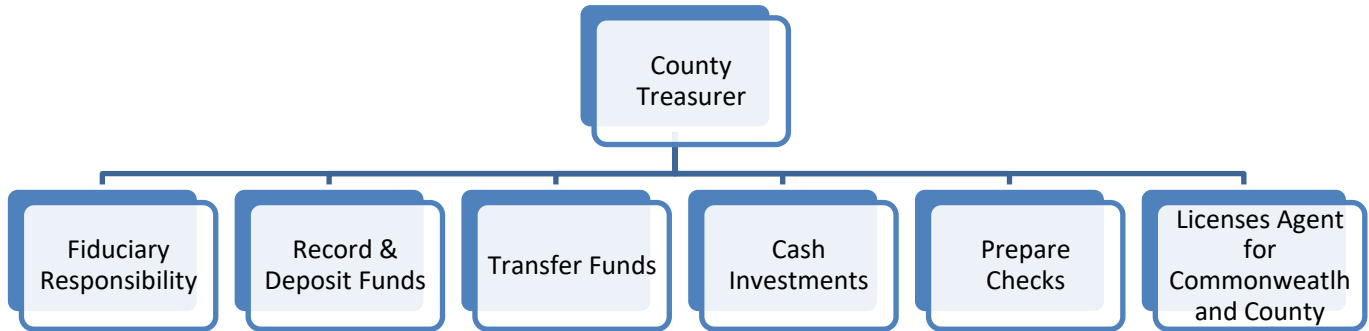 County
Treasurer
Fiduciary
Responsibility
Record &
Deposit Funds
Transfer Funds
Cash
Investments
Prepare
Checks
Licenses Agent
for
Commonweatlh
and County